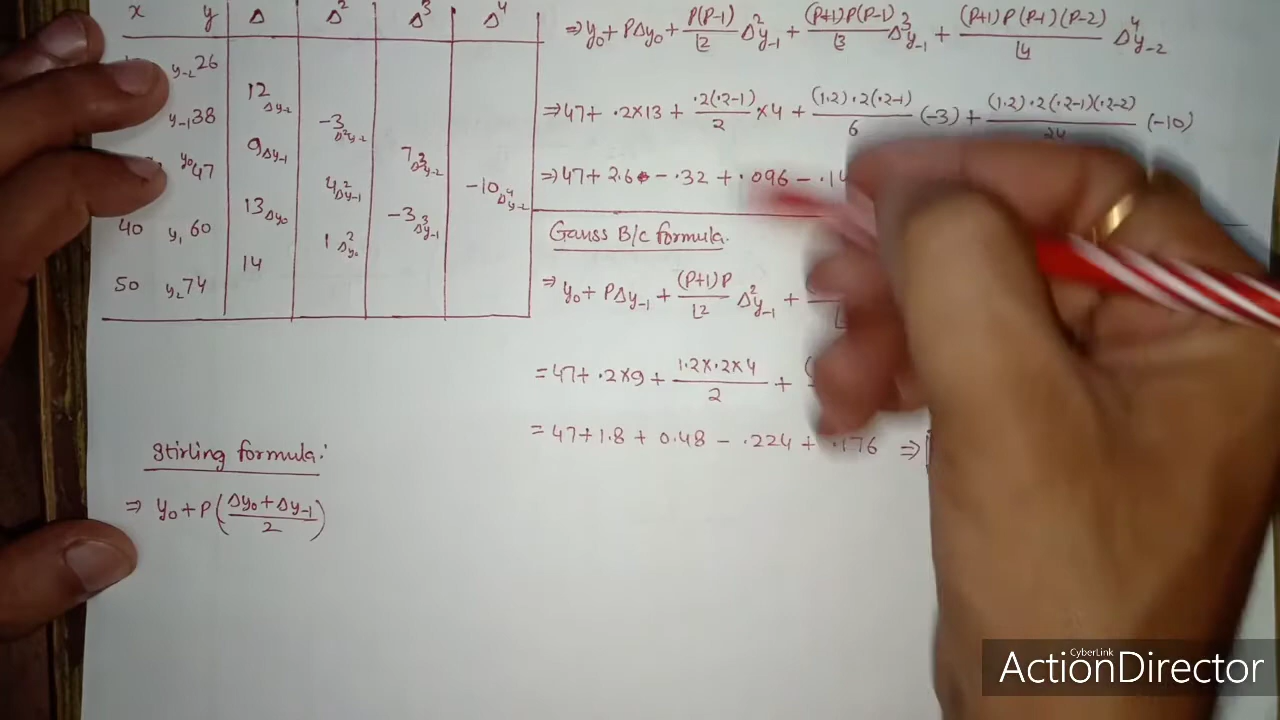 x y Δ Δ² Δ³ Δ⁴
y₋₂ 26
12 Δy₋₂
y₋₁ 38
-3 Δ²y₋₂
y₀ 47
9 Δy₋₁
7 Δ³y₋₂
4 Δ²y₋₁
-10 Δ⁴y₋₂
13 Δy₀
-3 Δ³y₋₁
40 y₁ 60
1 Δ²y₀
14
50 y₂ 74
⇒ y₀ + PΔy₀ + P(P-1)/⌊2 Δ²y₋₁ + (P+1)P(P-1)/⌊3 Δ³y₋₁ + (P+1)P(P-1)(P-2)/⌊4 Δ⁴y₋₂
⇒ 47 + .2×13 + .2(.2-1)/2 ×4 + (1.2).2(.2-1)/6 (-3) + (1.2).2(.2-1)(.2-2)/24 (-10)
⇒ 47 + 2.6 - .32 + .096 - .14
Gauss B/c formula.
⇒ y₀ + PΔy₋₁ + (P+1)P/⌊2 Δ²y₋₁ +
= 47 + .2×9 + 1.2×.2×4/2 + (
= 47 + 1.8 + 0.48 - .224 + .176 ⇒
Stirling formula:
⇒ y₀ + P(Δy₀ + Δy₋₁/2)
CyberLink
ActionDirector